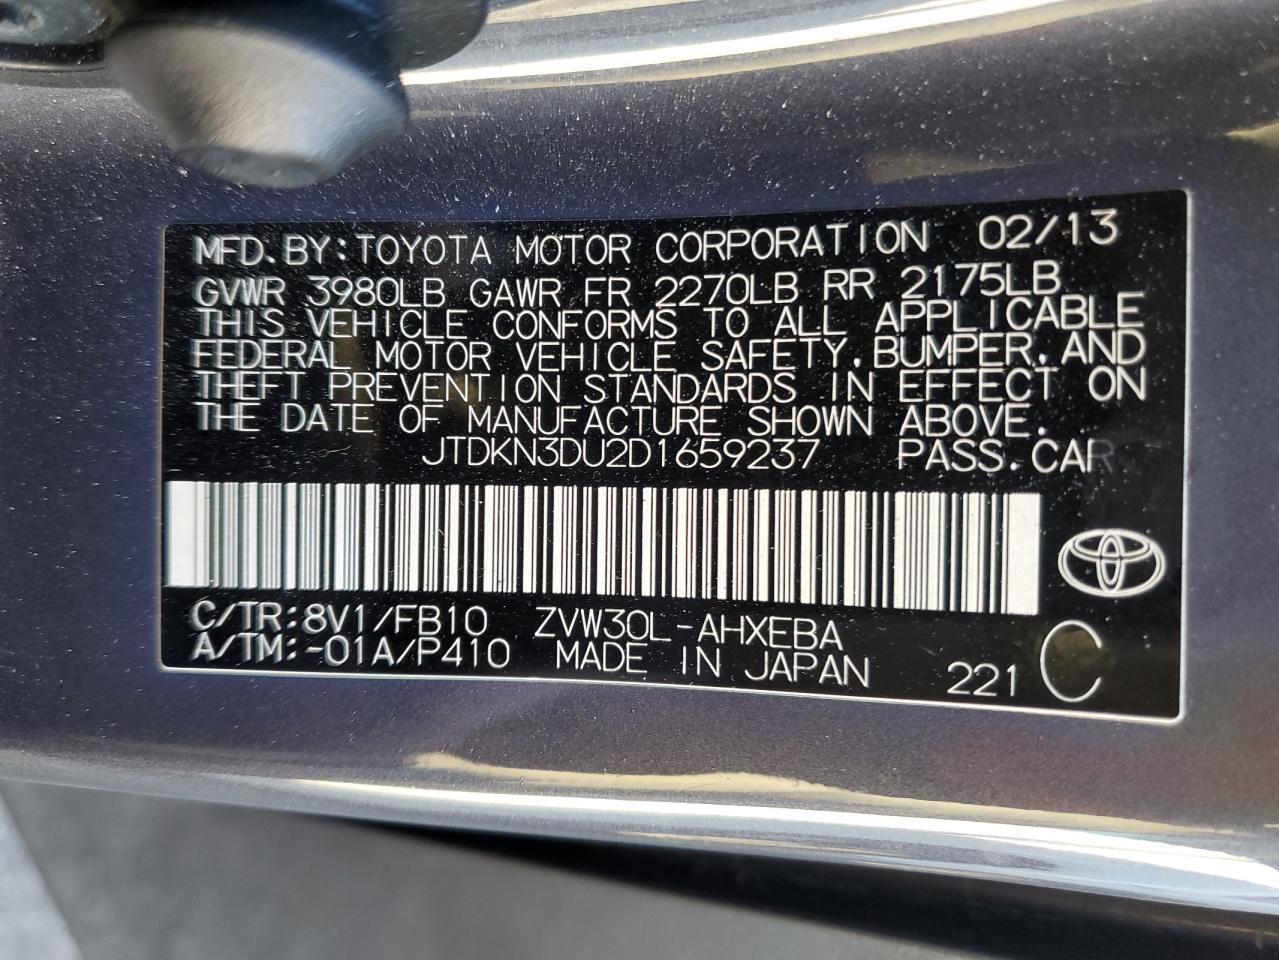 MFD. BY: TOYOTA MOTOR CORPORATION 02/13
GVWR 3980LB GAWR FR 2270LB RR 2175LB
THIS VEHICLE CONFORMS TO ALL APPLICABLE
FEDERAL MOTOR VEHICLE SAFETY, BUMPER, AND
THEFT PREVENTION STANDARDS IN EFFECT ON
THE DATE OF MANUFACTURE SHOWN ABOVE.
JTDKN3DU2D1659237 PASS. CAR
C/TR: 8V1/FB10 ZVW30L-AHXEBA
A/TM: -01A/P410 MADE IN JAPAN 221 C